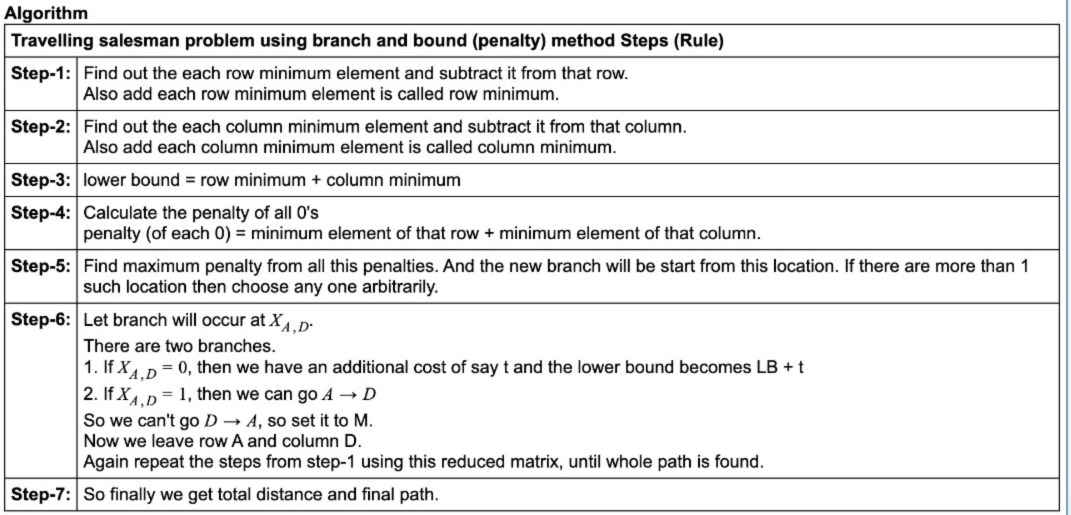 Algorithm
Travelling salesman problem using branch and bound (penalty) method Steps (Rule)
Step-1: Find out the each row minimum element and subtract it from that row.
Also add each row minimum element is called row minimum.
Step-2: Find out the each column minimum element and subtract it from that column.
Also add each column minimum element is called column minimum.
Step-3: lower bound = row minimum + column minimum
Step-4: Calculate the penalty of all 0's
penalty (of each 0) = minimum element of that row + minimum element of that column.
Step-5: Find maximum penalty from all this penalties. And the new branch will be start from this location. If there are more than 1
such location then choose any one arbitrarily.
Step-6: Let branch will occur at X_{A,D}.
There are two branches.
1. If X_{A,D} = 0, then we have an additional cost of say t and the lower bound becomes LB + t
2. If X_{A,D} = 1, then we can go A → D
So we can't go D → A, so set it to M.
Now we leave row A and column D.
Again repeat the steps from step-1 using this reduced matrix, until whole path is found.
Step-7: So finally we get total distance and final path.